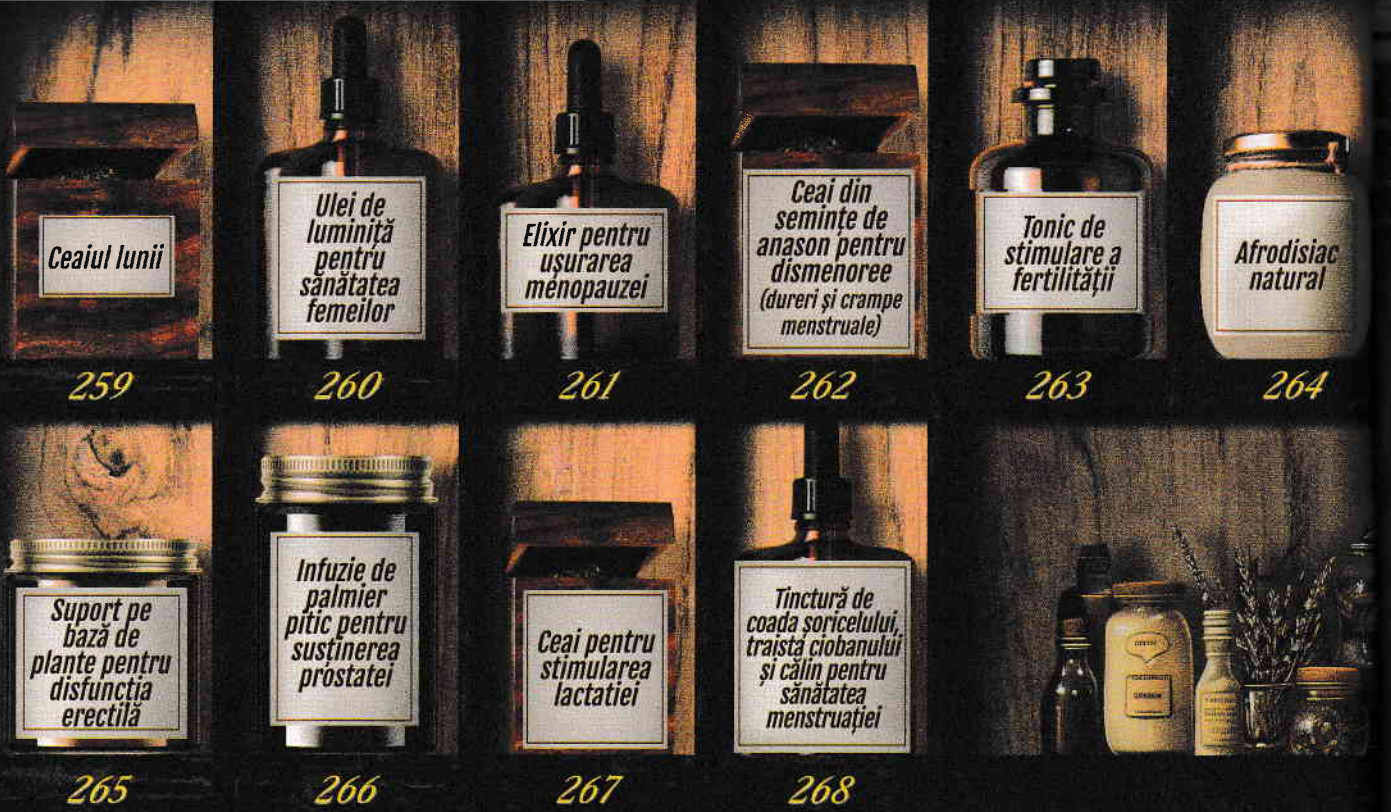 Ceaiul lunii
Ulei de
luminiță
pentru
sănătatea
femeilor
Elixir pentru
ușurarea
menopauzei
Ceai din
semințe de
anason pentru
dismenoree
(dureri și crampe
menstruale)
Tonic de
stimulare a
fertilității
Afrodisiac
natural
259
260
261
262
263
264
Suport pe
bază de
plante pentru
disfuncția
erectilă
Infuzie de
palmier
pitic pentru
susținerea
prostatei
Ceai pentru
stimularea
lactației
Tinctură de
coada șoricelului,
traista ciobanului
și călin pentru
sănătatea
menstruației
265
266
267
268